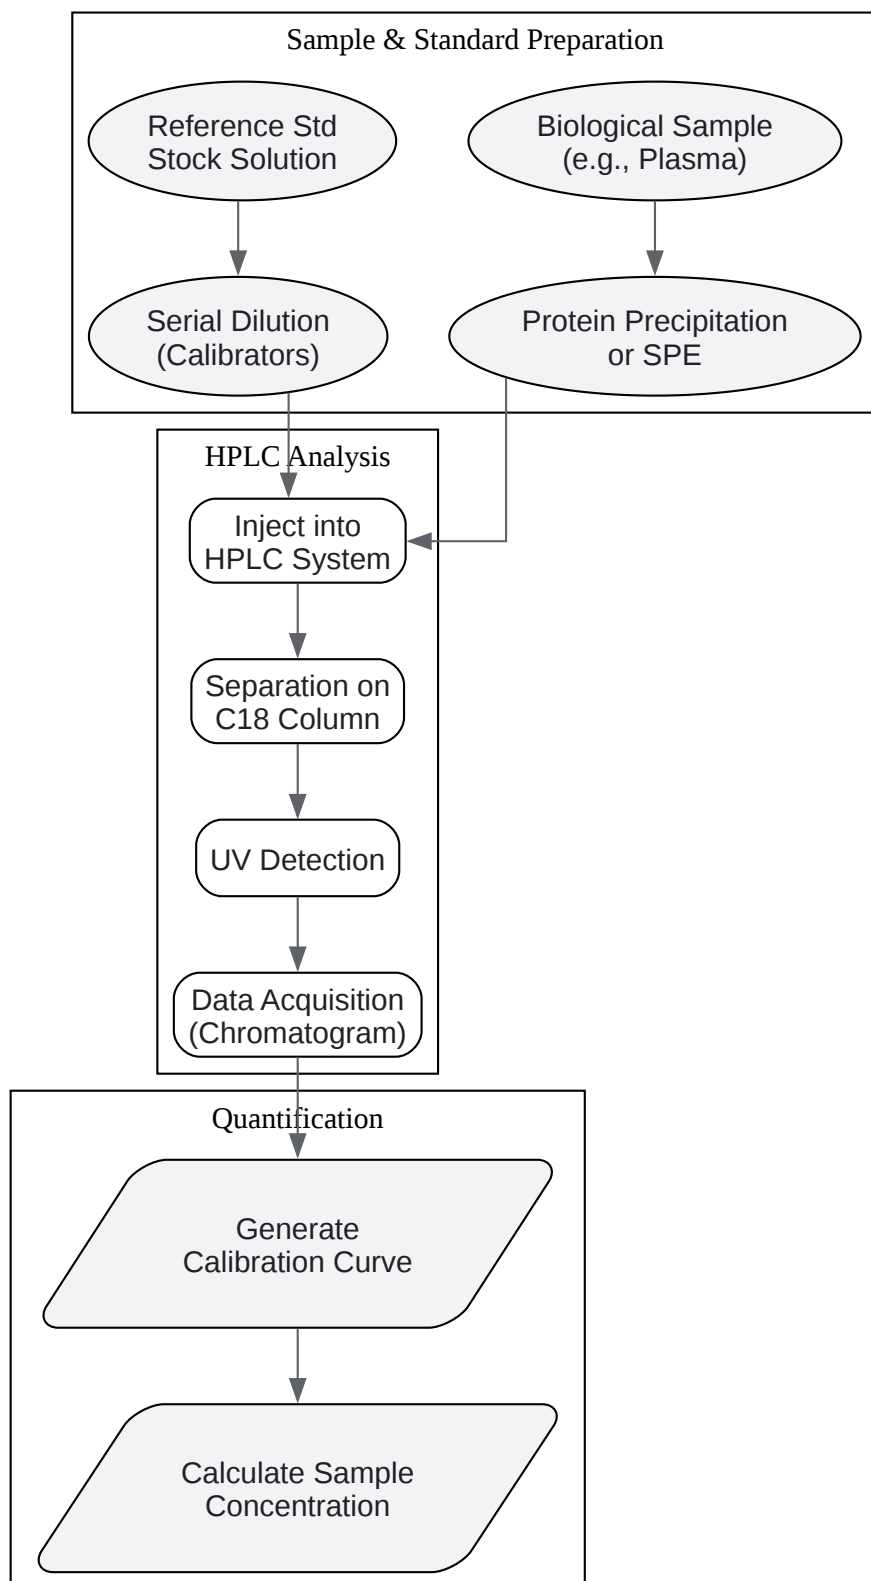 Sample & Standard Preparation
Reference Std
Stock Solution
Biological Sample
(e.g., Plasma)
Serial Dilution
(Calibrators)
Protein Precipitation
or SPE
HPLC Analysis
Inject into
HPLC System
Separation on
C18 Column
UV Detection
Data Acquisition
(Chromatogram)
Quantification
Generate
Calibration Curve
Calculate Sample
Concentration